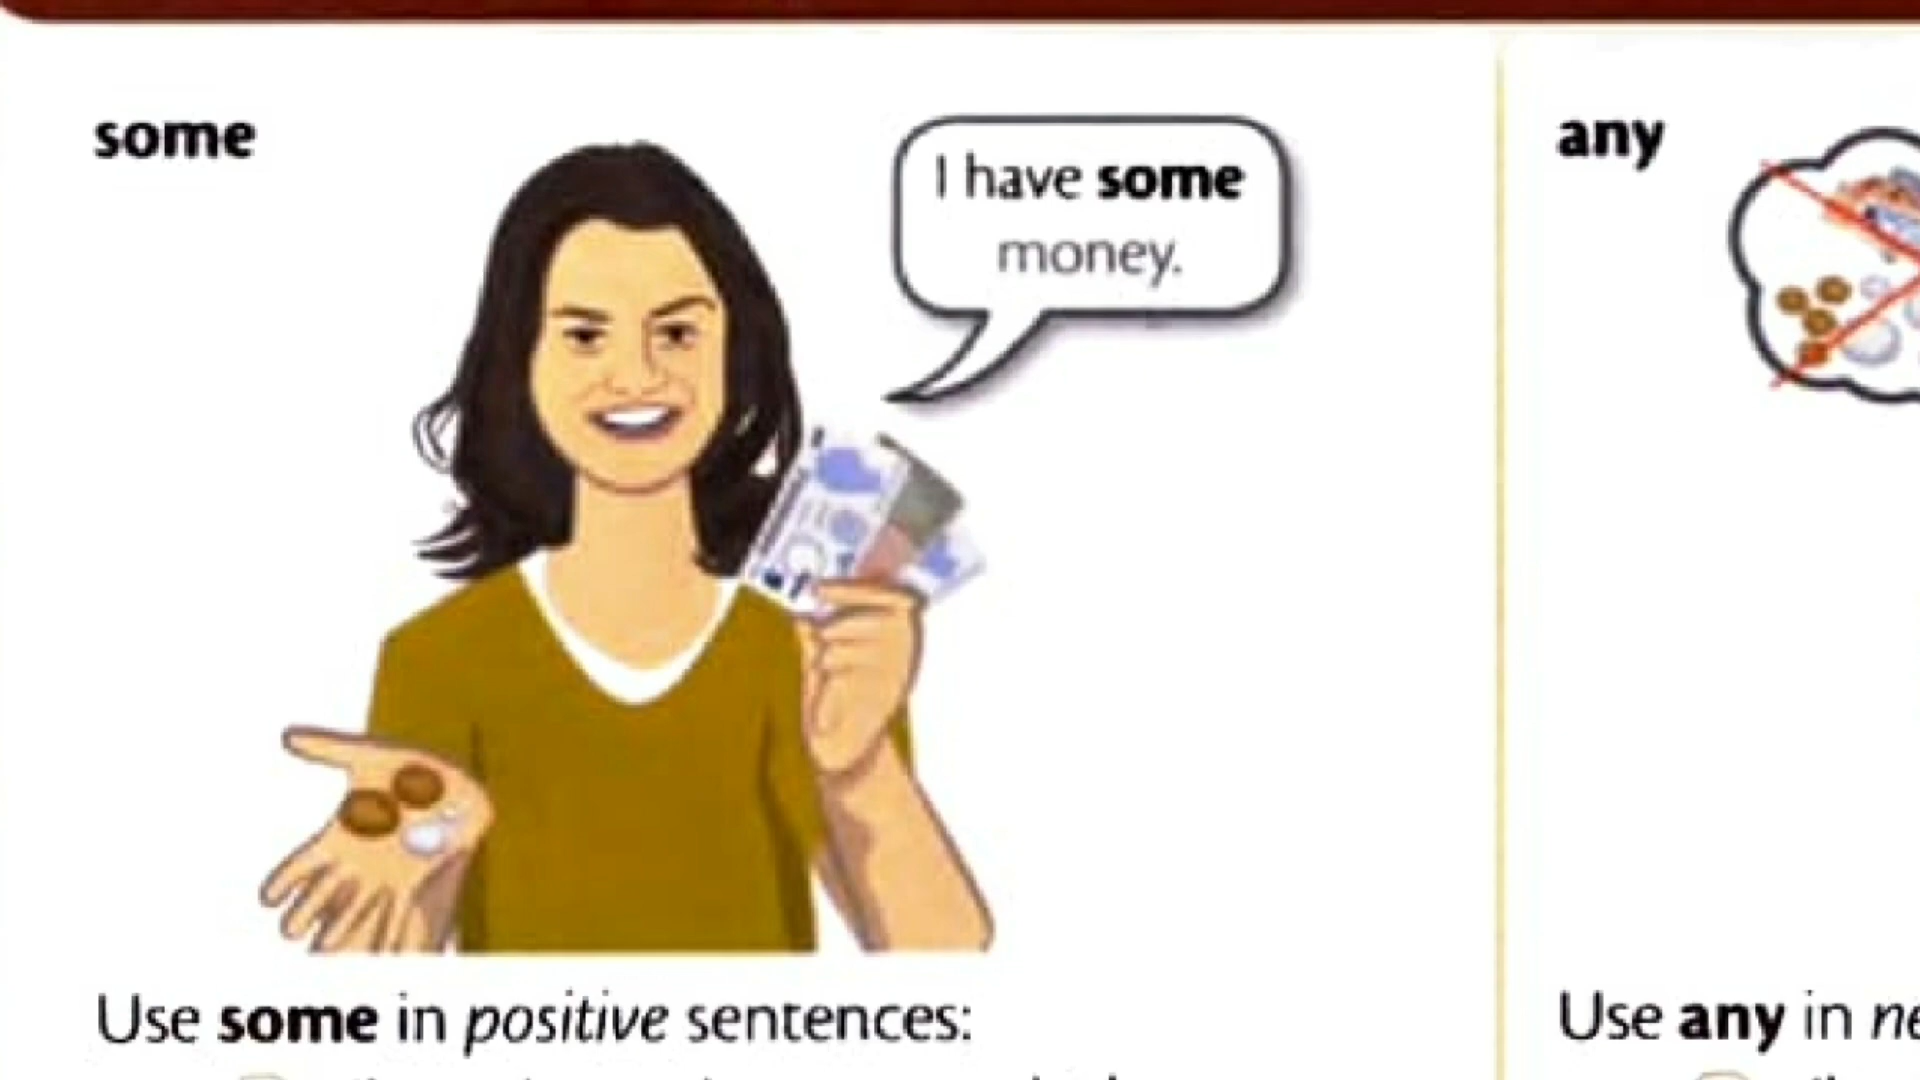 some
I have some
money.
Use some in positive sentences:
any
Use any in